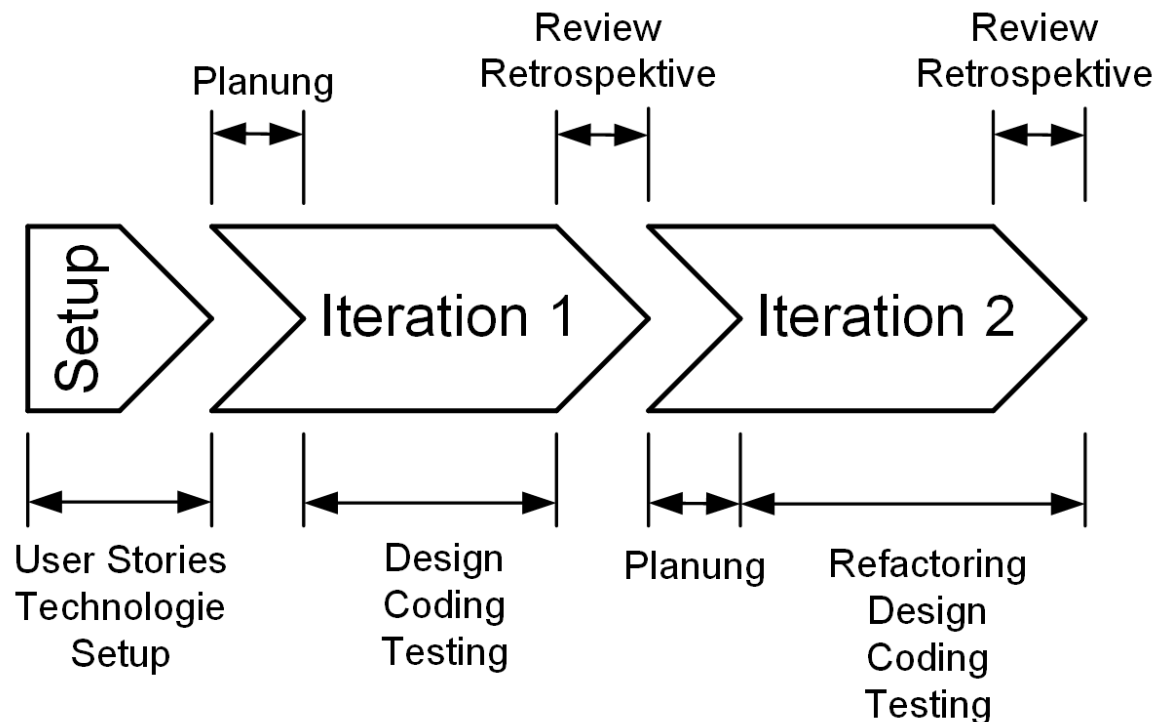 Planung
Review
Retrospektive
Review
Retrospektive
Setup
Iteration 1
Iteration 2
User Stories
Technologie
Setup
Design
Coding
Testing
Planung
Refactoring
Design
Coding
Testing